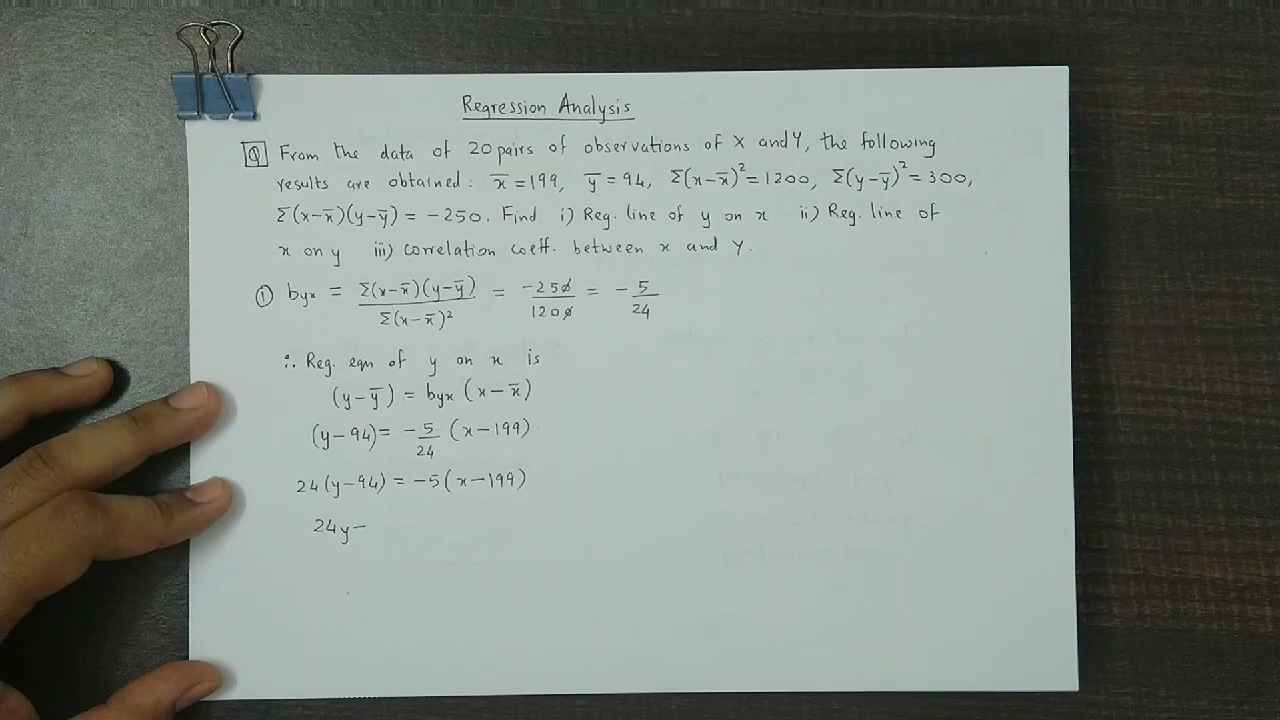 Regression Analysis
Q From the data of 20 pairs of observations of X and Y, the following
results are obtained: x̅ = 199, y̅ = 94, Σ(x-x̅)² = 1200, Σ(y-y̅)² = 300,
Σ(x-x̅)(y-y̅) = -250. Find i) Reg. line of y on x ii) Reg. line of
x on y iii) correlation coeff. between x and Y.
① byx = Σ(x-x̅)(y-y̅) / Σ(x-x̅)² = -250 / 1200 = - 5 / 24
∴ Reg. eqn of y on x is
(y-y̅) = byx (x-x̅)
(y-94) = - 5/24 (x-199)
24(y-94) = -5(x-199)
24y-